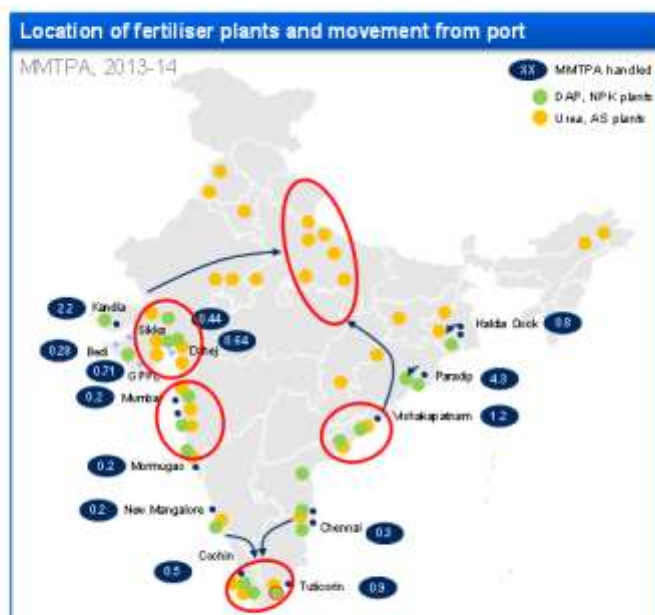 Location of fertiliser plants and movement from port
MMTPA, 2013-14
XX MMTPA handled
DAP, NPK plants
Urea, AS plants
2.2 Kandla
Sikka 0.44
0.28 Bedi Dahej 0.64
0.71 GPPL
0.2 Mumbai
Haldia Dock 0.8
Paradip 4.3
Vishakapatnam 1.2
0.2 Mormugao
0.2 New Mangalore
Chennai 0.3
Cochin
0.5 Tuticorin 0.9